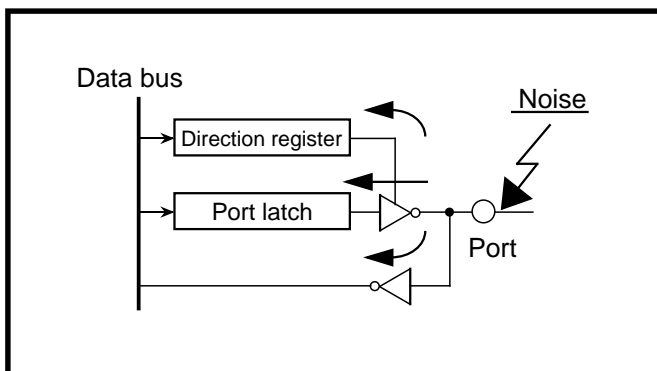 Data bus
Noise
Direction register
Port latch
Port